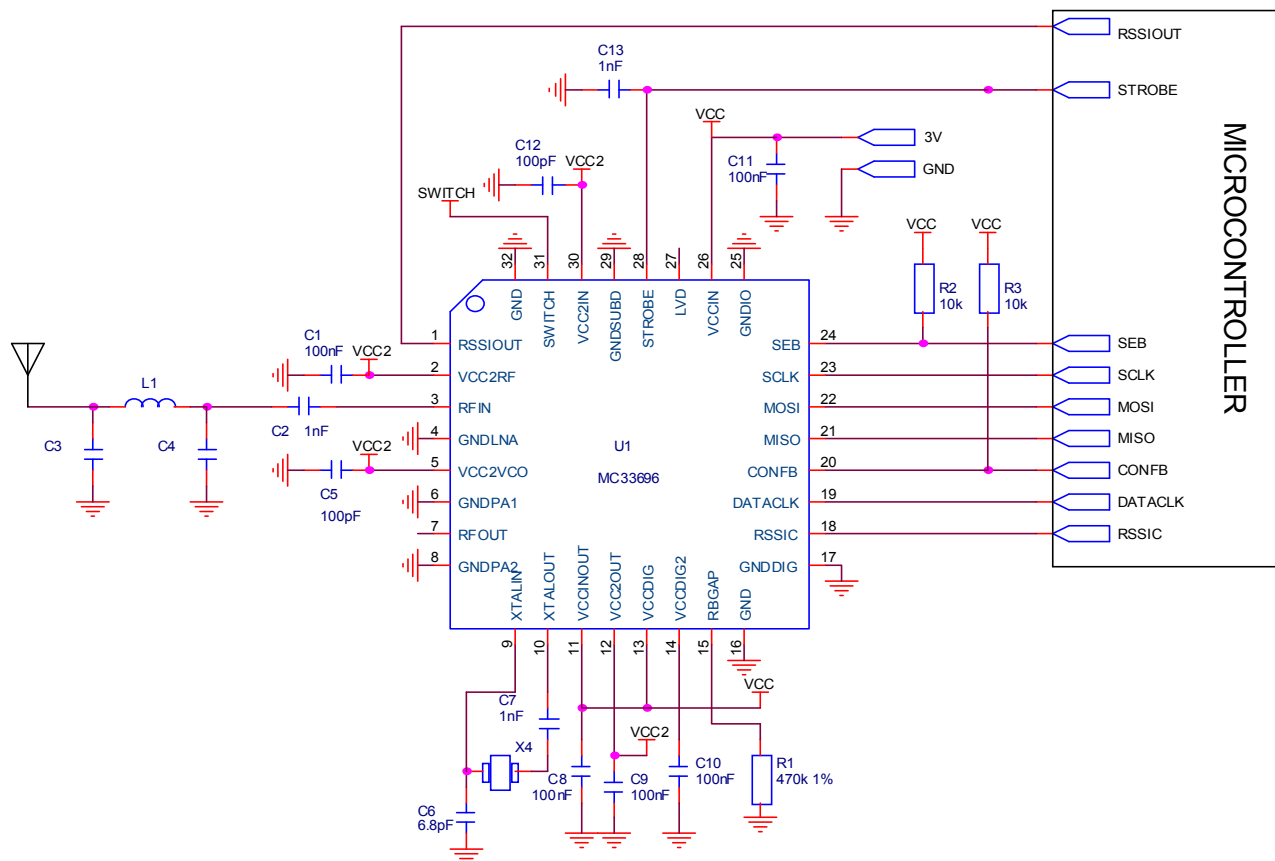 RSSIOUT
C13
1nF
STROBE
MICROCONTROLLER
VCC
3V
C12
100pF
VCC2
C11
100nF
GND
SWITCH
VCC
VCC
32
31
30
29
28
27
26
25
R2
10k
R3
10k
GND
SWITCH
VCC2IN
GNDSUBD
STROBE
LVD
VCCIN
GNDIO
C1
100nF
VCC2
1
RSSIOUT
SEB
24
SEB
2
VCC2RF
SCLK
23
SCLK
L1
3
RFIN
MOSI
22
MOSI
C2
1nF
C3
C4
VCC2
4
GNDLNA
U1
MISO
21
MISO
5
VCC2VCO
MC33696
CONFB
20
CONFB
C5
100pF
6
GNDPA1
DATACLK
19
DATACLK
7
RFOUT
RSSIC
18
RSSIC
8
GNDPA2
GNDDIG
17
XTALIN
XTALOUT
VCCINOUT
VCC2OUT
VCCDIG
VCCDIG2
RBGAP
GND
9
10
11
12
13
14
15
16
C7
1nF
VCC
VCC2
X4
C8
100nF
C9
100nF
C10
100nF
R1
470k 1%
C6
6.8pF